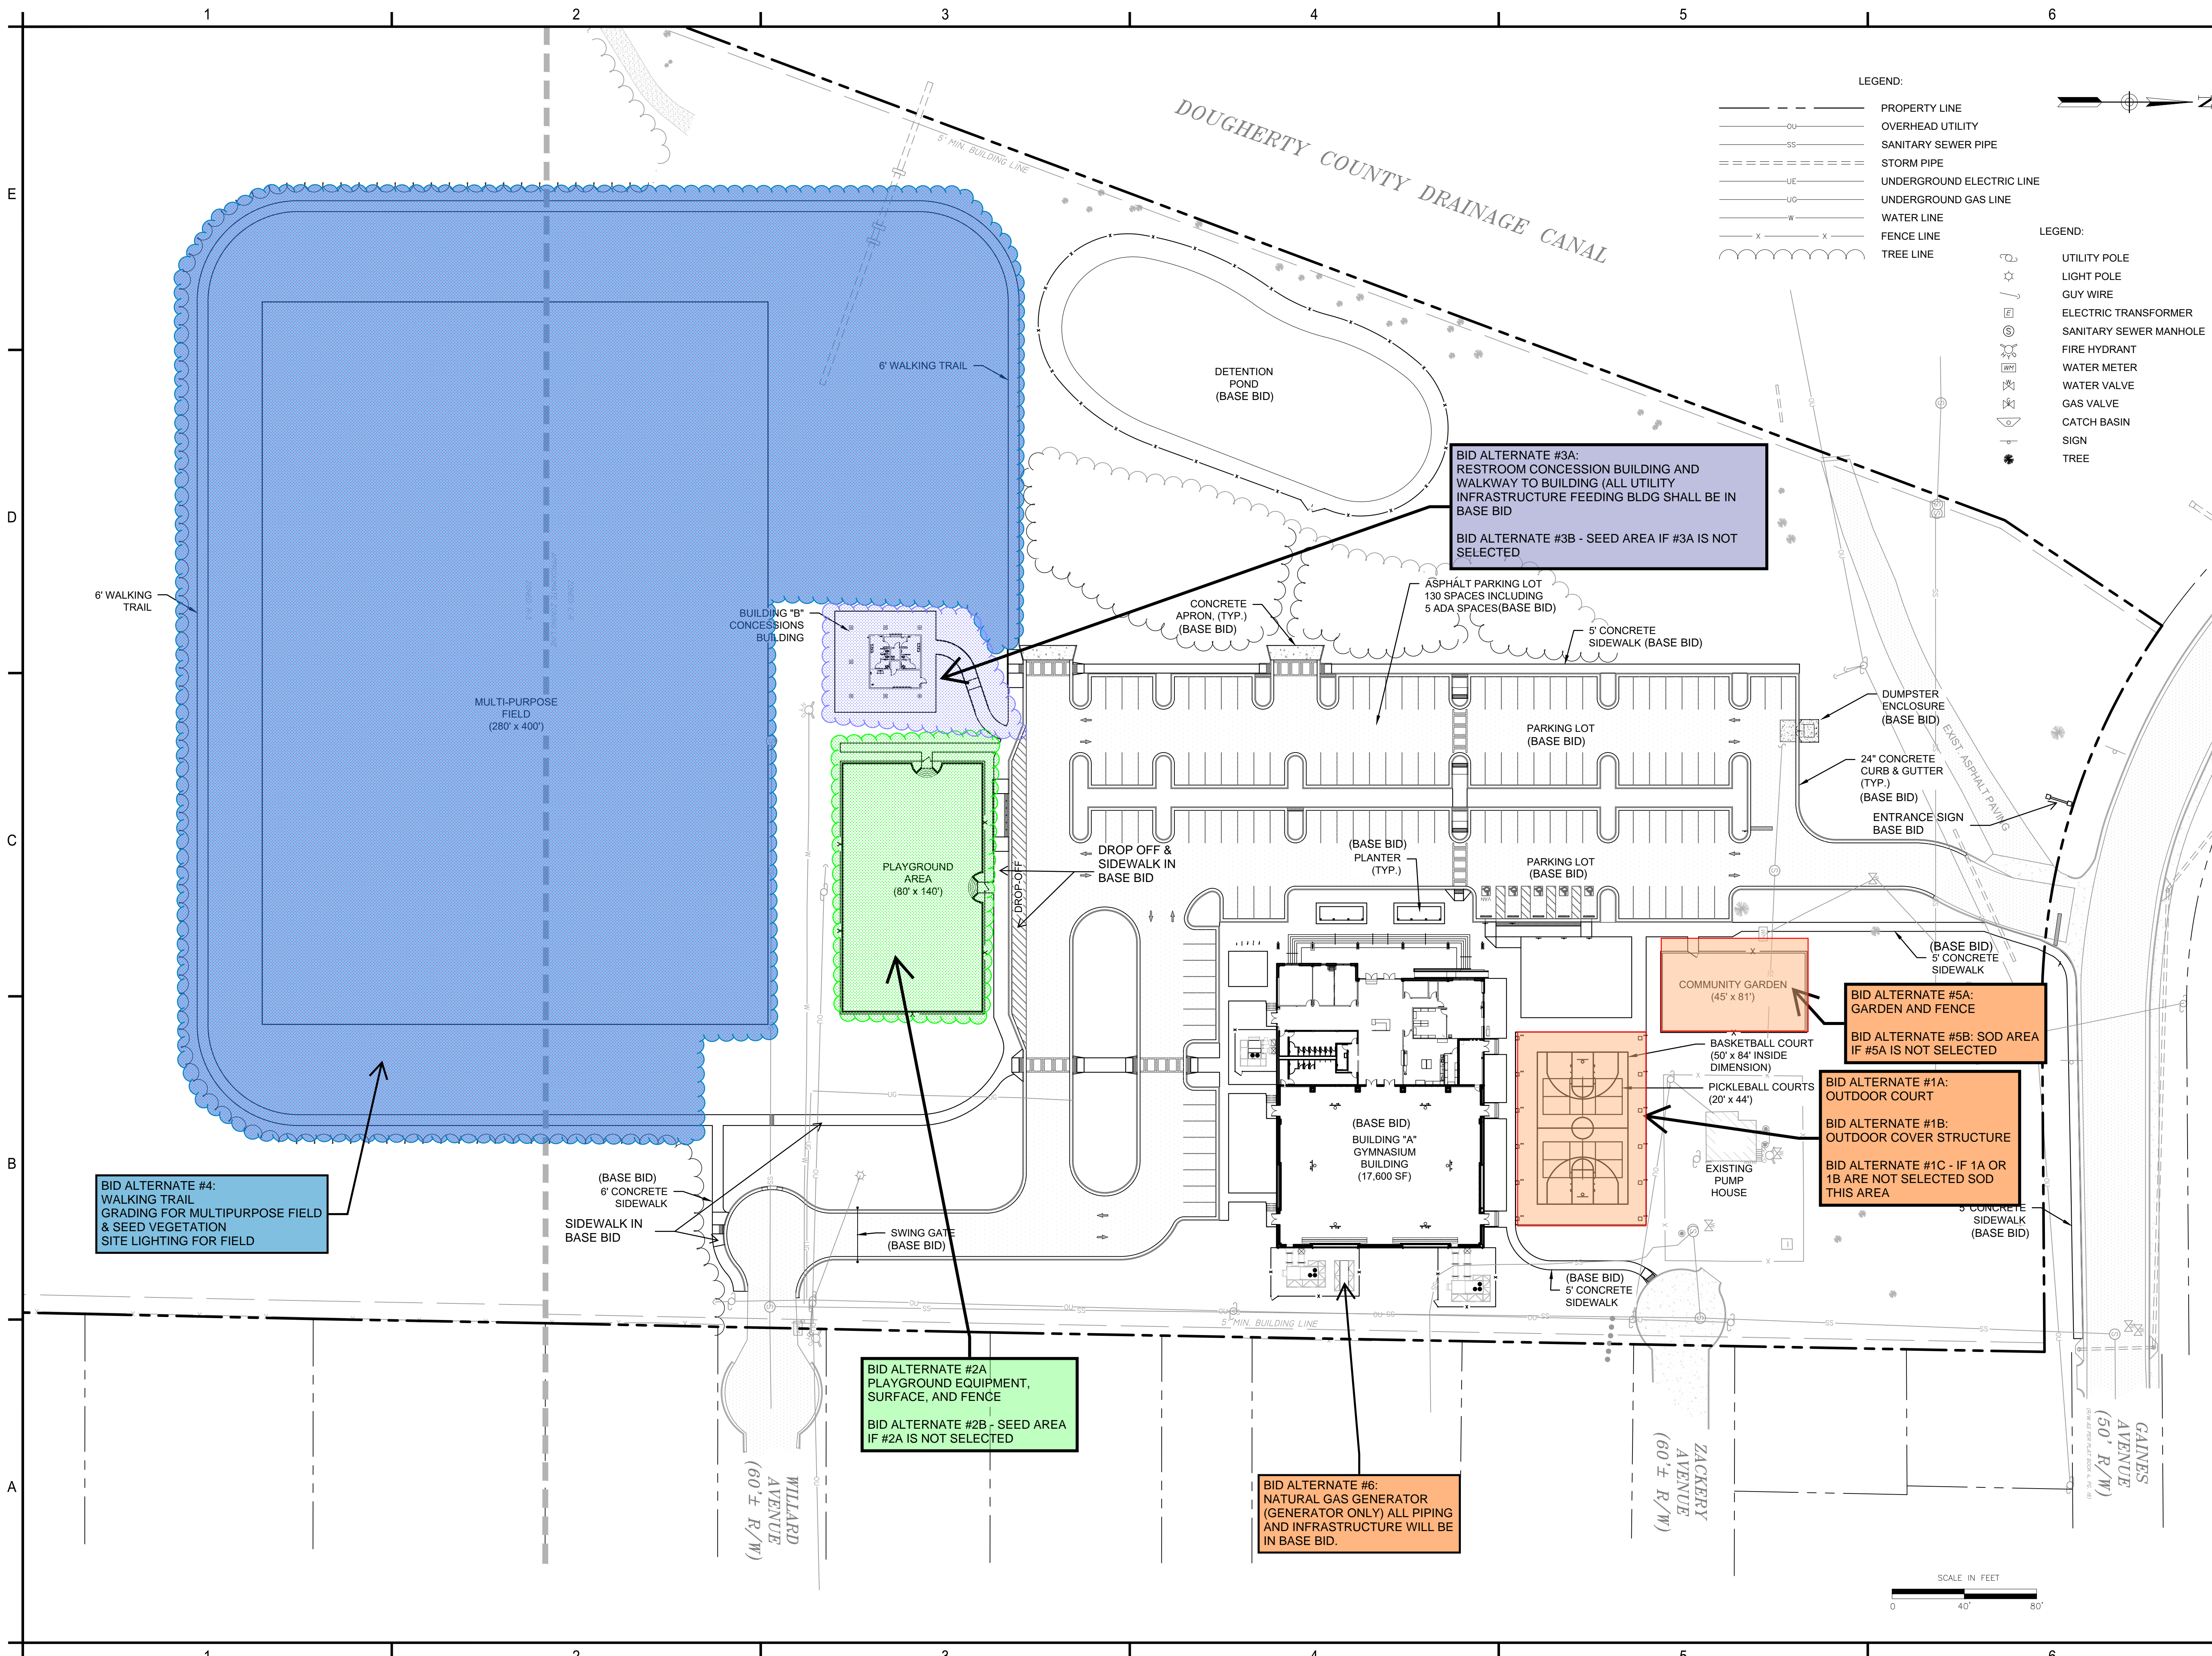 1 2 3 4 5 6
E
D
C
B
A
LEGEND:
PROPERTY LINE
OU OVERHEAD UTILITY
SS SANITARY SEWER PIPE
STORM PIPE
UE UNDERGROUND ELECTRIC LINE
UG UNDERGROUND GAS LINE
W WATER LINE
X X FENCE LINE
TREE LINE
N
LEGEND:
UTILITY POLE
LIGHT POLE
GUY WIRE
E ELECTRIC TRANSFORMER
S SANITARY SEWER MANHOLE
FIRE HYDRANT
WM WATER METER
WATER VALVE
GAS VALVE
CATCH BASIN
SIGN
TREE
DOUGHERTY COUNTY DRAINAGE CANAL
5' MIN. BUILDING LINE
6' WALKING TRAIL
DETENTION
POND
(BASE BID)
BID ALTERNATE #3A:
RESTROOM CONCESSION BUILDING AND
WALKWAY TO BUILDING (ALL UTILITY
INFRASTRUCTURE FEEDING BLDG SHALL BE IN
BASE BID
BID ALTERNATE #3B - SEED AREA IF #3A IS NOT
SELECTED
6' WALKING
TRAIL
BUILDING "B"
CONCESSIONS
BUILDING
CONCRETE
APRON, (TYP.)
(BASE BID)
ASPHALT PARKING LOT
130 SPACES INCLUDING
5 ADA SPACES(BASE BID)
5' CONCRETE
SIDEWALK (BASE BID)
MULTI-PURPOSE
FIELD
(280' x 400')
PARKING LOT
(BASE BID)
DUMPSTER
ENCLOSURE
(BASE BID)
EXIST. ASPHALT PAVING
24" CONCRETE
CURB & GUTTER
(TYP.)
(BASE BID)
ENTRANCE SIGN
BASE BID
PLAYGROUND
AREA
(80' x 140')
DROP-OFF
DROP OFF &
SIDEWALK IN
BASE BID
(BASE BID)
PLANTER
(TYP.)
PARKING LOT
(BASE BID)
VAN
(BASE BID)
5' CONCRETE
SIDEWALK
COMMUNITY GARDEN
(45' x 81')
BID ALTERNATE #5A:
GARDEN AND FENCE
BID ALTERNATE #5B: SOD AREA
IF #5A IS NOT SELECTED
BASKETBALL COURT
(50' x 84' INSIDE
DIMENSION)
PICKLEBALL COURTS
(20' x 44')
BID ALTERNATE #1A:
OUTDOOR COURT
BID ALTERNATE #1B:
OUTDOOR COVER STRUCTURE
BID ALTERNATE #1C - IF 1A OR
1B ARE NOT SELECTED SOD
THIS AREA
(BASE BID)
BUILDING "A"
GYMNASIUM
BUILDING
(17,600 SF)
EXISTING
PUMP
HOUSE
5' CONCRETE
SIDEWALK
(BASE BID)
BID ALTERNATE #4:
WALKING TRAIL
GRADING FOR MULTIPURPOSE FIELD
& SEED VEGETATION
SITE LIGHTING FOR FIELD
(BASE BID)
6' CONCRETE
SIDEWALK
SIDEWALK IN
BASE BID
SWING GATE
(BASE BID)
(BASE BID)
5' CONCRETE
SIDEWALK
5' MIN. BUILDING LINE
BID ALTERNATE #2A
PLAYGROUND EQUIPMENT,
SURFACE, AND FENCE
BID ALTERNATE #2B - SEED AREA
IF #2A IS NOT SELECTED
BID ALTERNATE #6:
NATURAL GAS GENERATOR
(GENERATOR ONLY) ALL PIPING
AND INFRASTRUCTURE WILL BE
IN BASE BID.
WILLARD
AVENUE
(60'± R/W)
ZACKERY
AVENUE
(60'± R/W)
GAINES
AVENUE
(50' R/W)
SCALE IN FEET
0 40' 80'
1 2 3 4 5 6